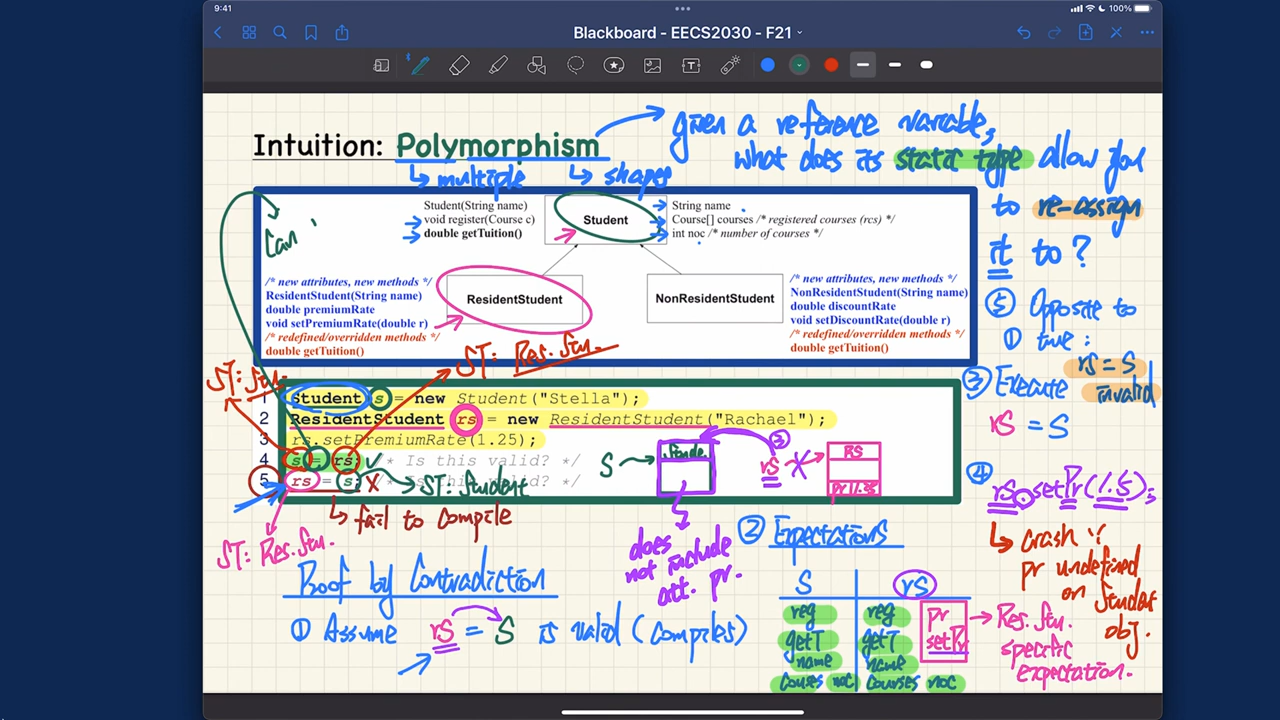 9:41
100%
Blackboard - EECS2030 - F21
Intuition: Polymorphism
↳ multiple ↳ shapes
given a reference variable,
what does its static type allow you
to re-assign
it to?
Can
Student(String name)
void register(Course c)
double getTuition()
Student
String name
Course[] courses /* registered courses (rcs) */
int noc /* number of courses */
/* new attributes, new methods */
ResidentStudent(String name)
double premiumRate
void setPremiumRate(double r)
/* redefined/overridden methods */
double getTuition()
ResidentStudent
NonResidentStudent
/* new attributes, new methods */
NonResidentStudent(String name)
double discountRate
void setDiscountRate(double r)
/* redefined/overridden methods */
double getTuition()
ST: Stu.
ST: Res. Stu.
1 Student s = new Student("Stella");
2 ResidentStudent rs = new ResidentStudent("Rachael");
3 rs.setPremiumRate(1.25);
4 s = rs; ✓ /* Is this valid? */
5 rs = s; X /* Is this valid? */
ST: Student
↳ fail to compile
ST: Res. Stu.
S
Stude.
③
rs
RS
pr 1.25
does
not include
att. pr.
Proof by Contradiction
① Assume rs = s is valid (compiles)
② Expectations
S rs
reg reg pr
getT getT setPr
name name
courses noc courses noc
Res. Stu.
specific
expectation.
③ Execute
rs = S
④
rs.setPr(1.5);
↳ crash ∵
pr undefined
on Student
obj.
⑤ Opposite to
① true:
rs = s
invalid